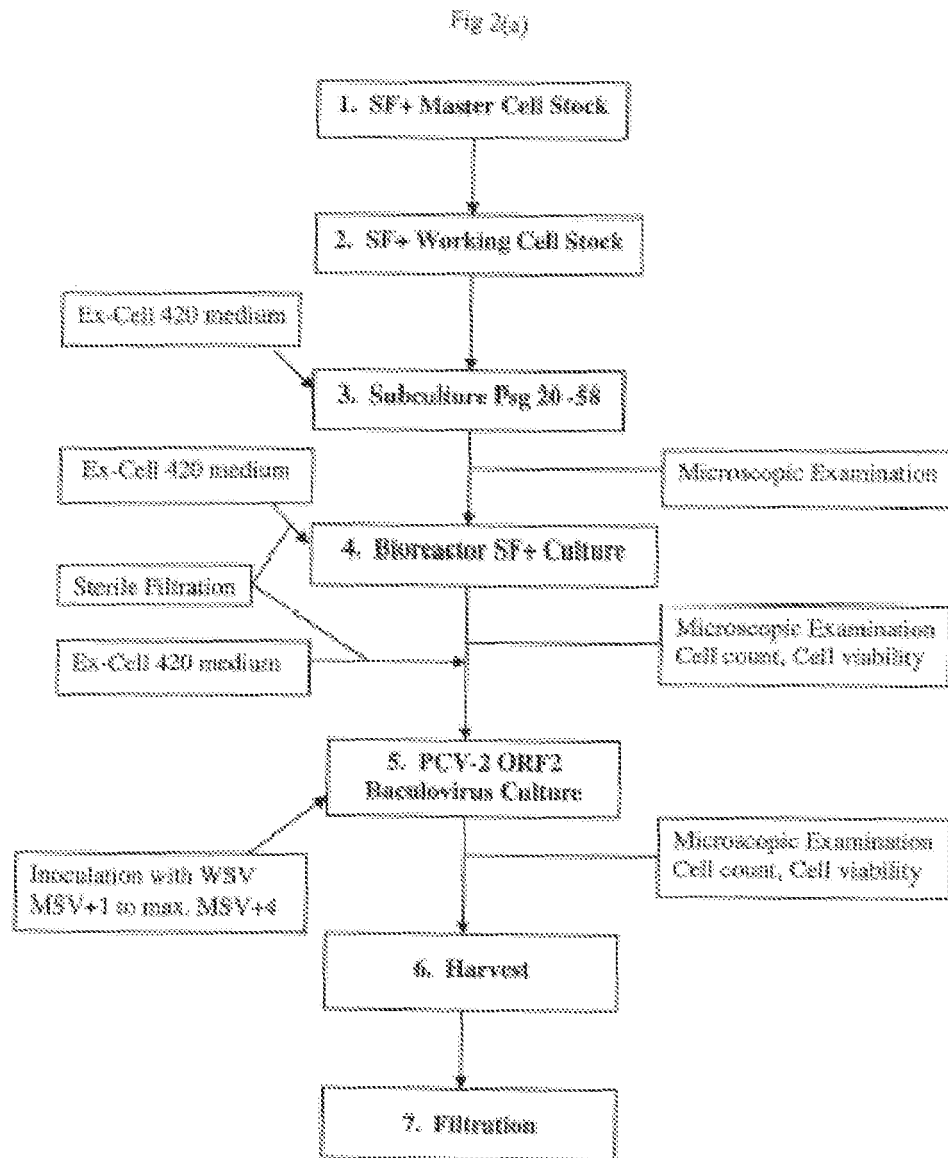 Fig 2(a)
1. SF+ Master Cell Stock
2. SF+ Working Cell Stock
Ex-Cell 420 medium
3. Subculture Psg 20 -58
Ex-Cell 420 medium
Microscopic Examination
4. Bioreactor SF+ Culture
Sterile Filtration
Microscopic Examination
Cell count, Cell viability
Ex-Cell 420 medium
5. PCV-2 ORF2
Baculovirus Culture
Microscopic Examination
Cell count, Cell viability
Inoculation with WSV
MSV+1 to max. MSV+4
6. Harvest
7. Filtration